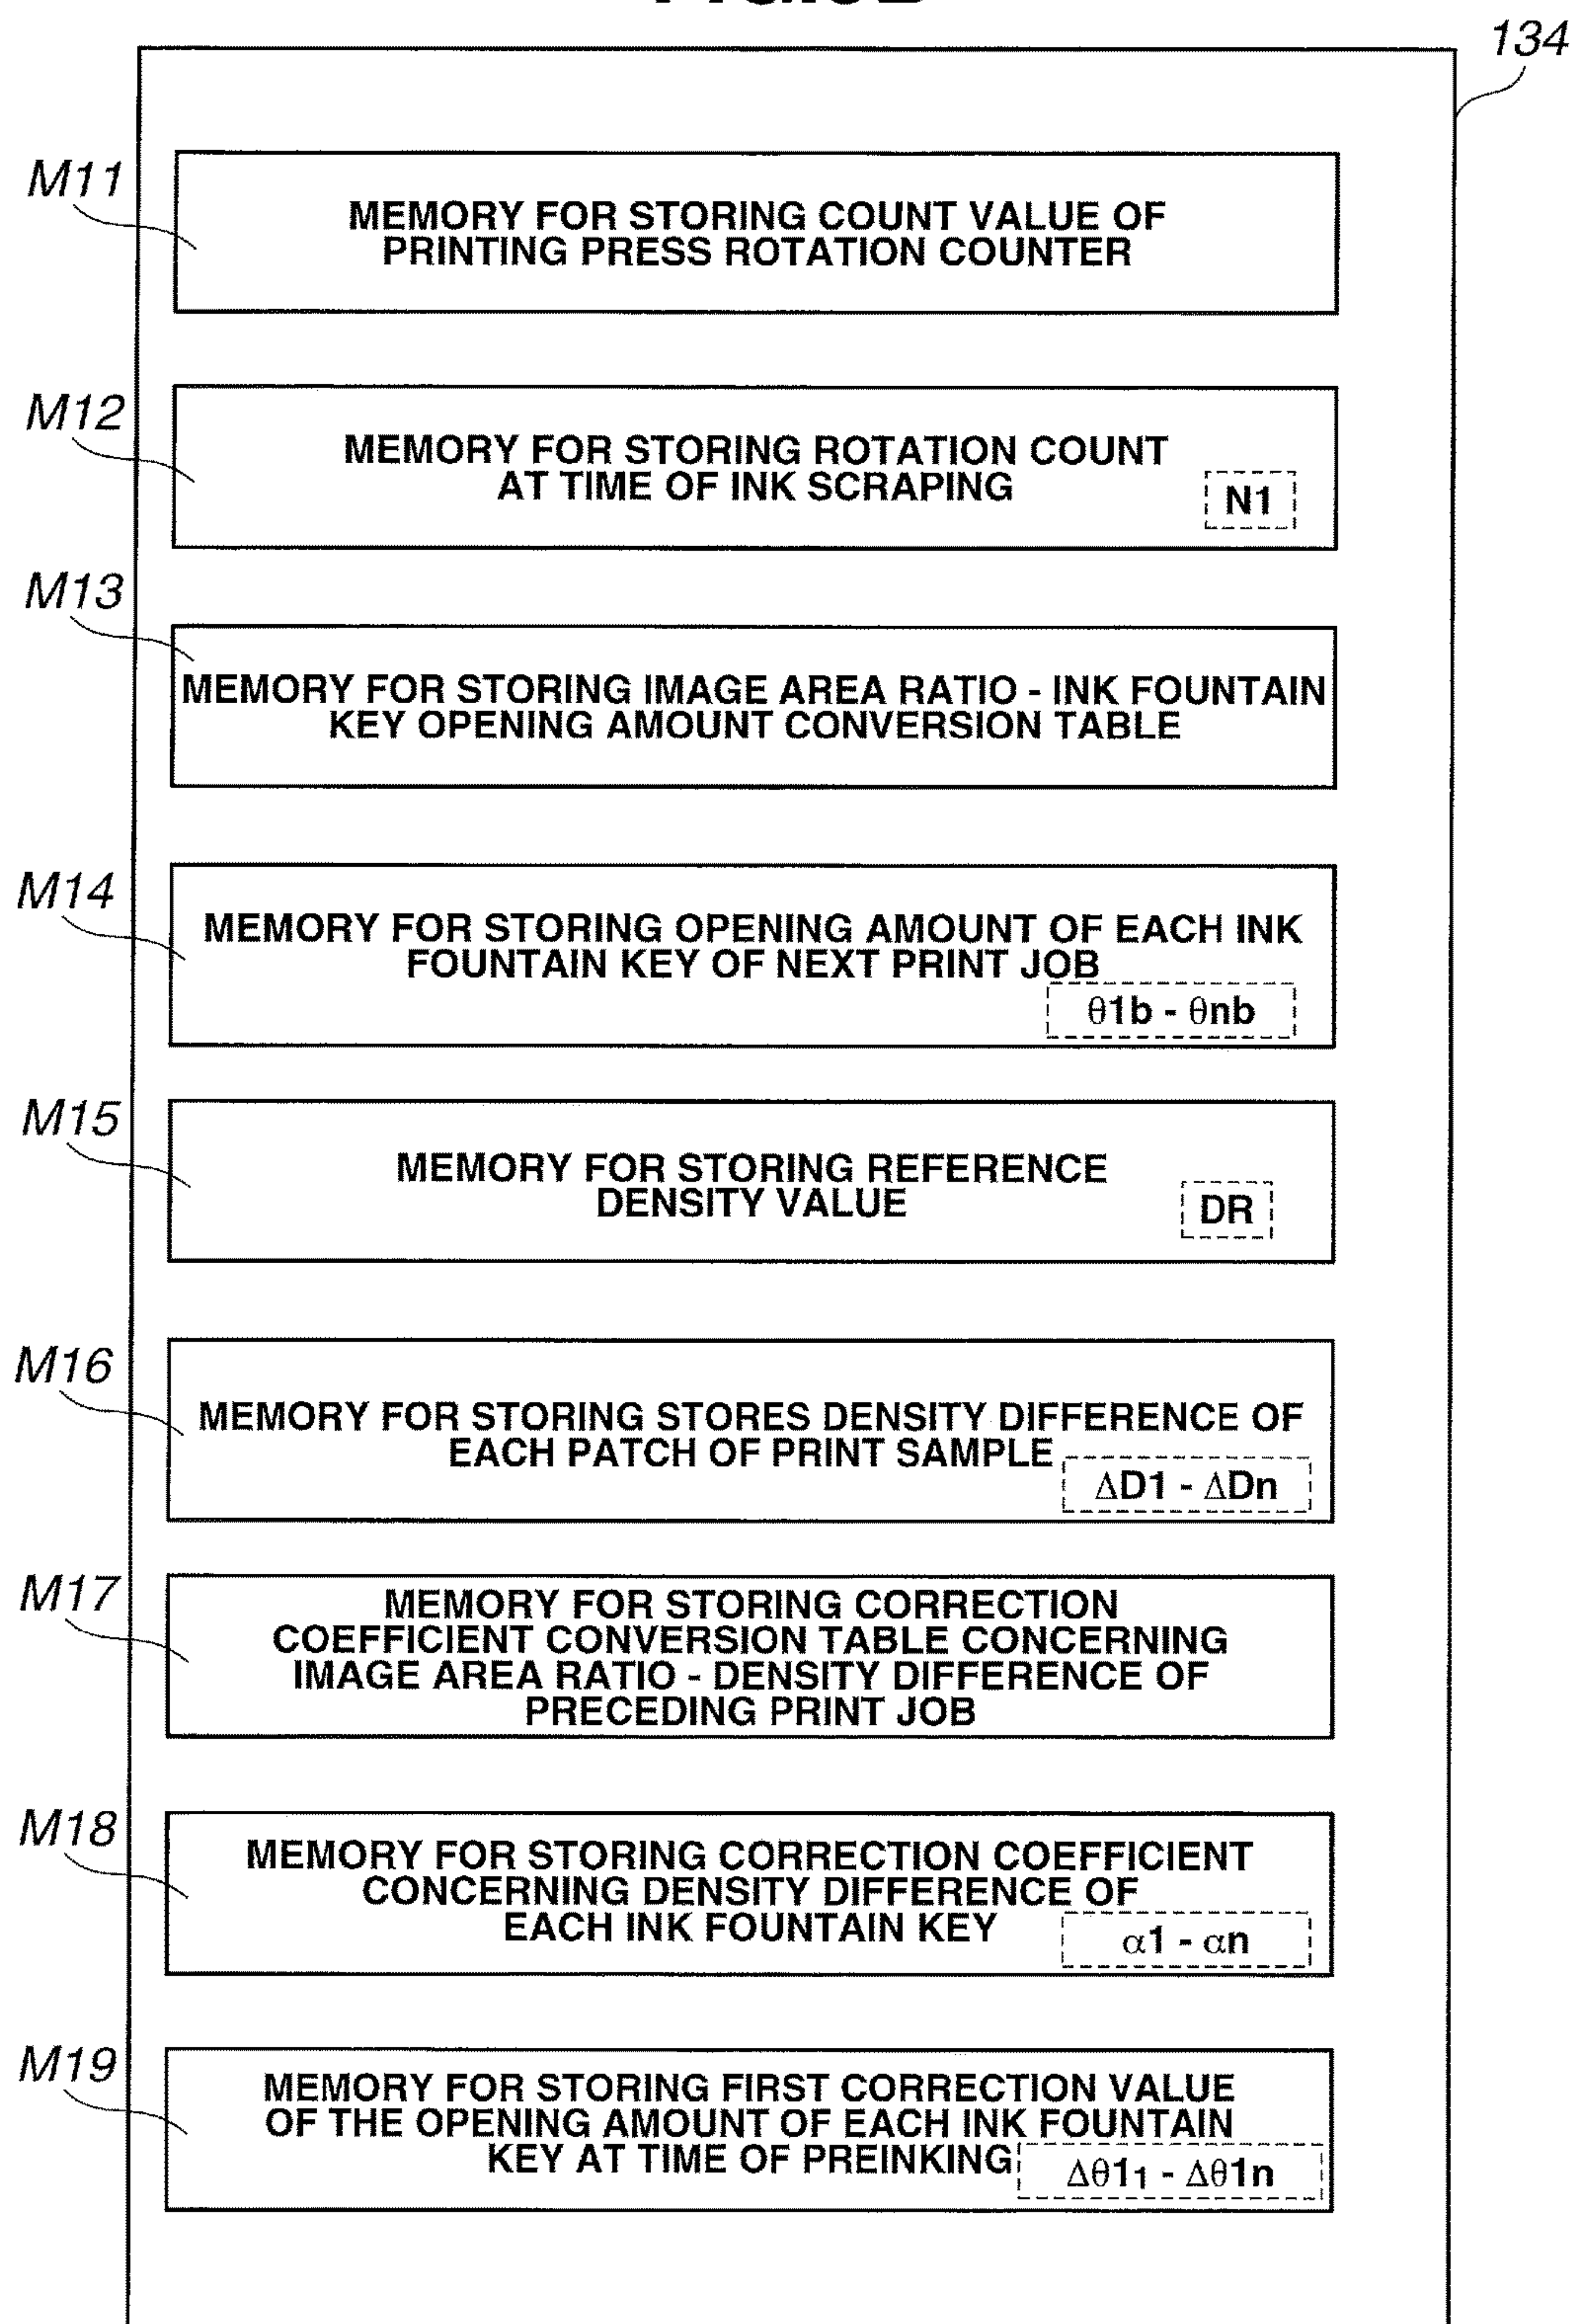 134
M11
MEMORY FOR STORING COUNT VALUE OF
PRINTING PRESS ROTATION COUNTER
M12
MEMORY FOR STORING ROTATION COUNT
AT TIME OF INK SCRAPING
N1
M13
MEMORY FOR STORING IMAGE AREA RATIO - INK FOUNTAIN
KEY OPENING AMOUNT CONVERSION TABLE
M14
MEMORY FOR STORING OPENING AMOUNT OF EACH INK
FOUNTAIN KEY OF NEXT PRINT JOB
θ1b - θnb
M15
MEMORY FOR STORING REFERENCE
DENSITY VALUE
DR
M16
MEMORY FOR STORING STORES DENSITY DIFFERENCE OF
EACH PATCH OF PRINT SAMPLE
ΔD1 - ΔDn
M17
MEMORY FOR STORING CORRECTION
COEFFICIENT CONVERSION TABLE CONCERNING
IMAGE AREA RATIO - DENSITY DIFFERENCE OF
PRECEDING PRINT JOB
M18
MEMORY FOR STORING CORRECTION COEFFICIENT
CONCERNING DENSITY DIFFERENCE OF
EACH INK FOUNTAIN KEY
α1 - αn
M19
MEMORY FOR STORING FIRST CORRECTION VALUE
OF THE OPENING AMOUNT OF EACH INK FOUNTAIN
KEY AT TIME OF PREINKING
Δθ1₁ - Δθ1n